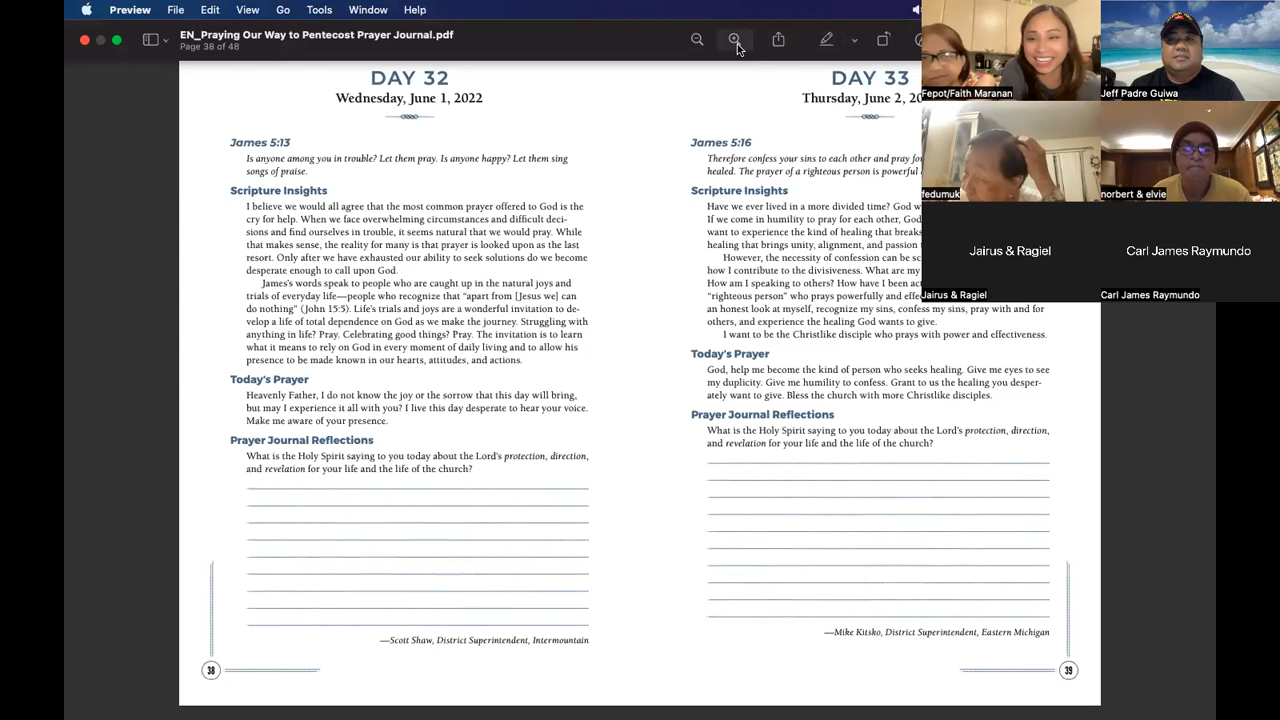 Preview File Edit View Go Tools Window Help
EN_Praying Our Way to Pentecost Prayer Journal.pdf
Page 38 of 48
DAY 32
Wednesday, June 1, 2022
James 5:13
Is anyone among you in trouble? Let them pray. Is anyone happy? Let them sing
songs of praise.
Scripture Insights
I believe we would all agree that the most common prayer offered to God is the
cry for help. When we face overwhelming circumstances and difficult deci-
sions and find ourselves in trouble, it seems natural that we would pray. While
that makes sense, the reality for many is that prayer is looked upon as the last
resort. Only after we have exhausted our ability to seek solutions do we become
desperate enough to call upon God.
James's words speak to people who are caught up in the natural joys and
trials of everyday life—people who recognize that “apart from [Jesus we] can
do nothing” (John 15:5). Life's trials and joys are a wonderful invitation to de-
velop a life of total dependence on God as we make the journey. Struggling with
anything in life? Pray. Celebrating good things? Pray. The invitation is to learn
what it means to rely on God in every moment of daily living and to allow his
presence to be made known in our hearts, attitudes, and actions.
Today's Prayer
Heavenly Father, I do not know the joy or the sorrow that this day will bring,
but may I experience it all with you? I live this day desperate to hear your voice.
Make me aware of your presence.
Prayer Journal Reflections
What is the Holy Spirit saying to you today about the Lord's protection, direction,
and revelation for your life and the life of the church?
—Scott Shaw, District Superintendent, Intermountain
38
DAY 33
Thursday, June 2, 20
James 5:16
Therefore confess your sins to each other and pray fo
healed. The prayer of a righteous person is powerful
Scripture Insights
Have we ever lived in a more divided time? God w
If we come in humility to pray for each other, God
want to experience the kind of healing that breaks
healing that brings unity, alignment, and passion
However, the necessity of confession can be sc
how I contribute to the divisiveness. What are my
How am I speaking to others? How have I been act
“righteous person” who prays powerfully and effec
an honest look at myself, recognize my sins, confess my sins, pray with and for
others, and experience the healing God wants to give.
I want to be the Christlike disciple who prays with power and effectiveness.
Today's Prayer
God, help me become the kind of person who seeks healing. Give me eyes to see
my duplicity. Give me humility to confess. Grant to us the healing you desper-
ately want to give. Bless the church with more Christlike disciples.
Prayer Journal Reflections
What is the Holy Spirit saying to you today about the Lord's protection, direction,
and revelation for your life and the life of the church?
—Mike Kitsko, District Superintendent, Eastern Michigan
39
Fepot/Faith Maranan
Jeff Padre Guiwa
fedumuk
norbert & elvie
Jairus & Ragiel
Carl James Raymundo
Jairus & Ragiel
Carl James Raymundo